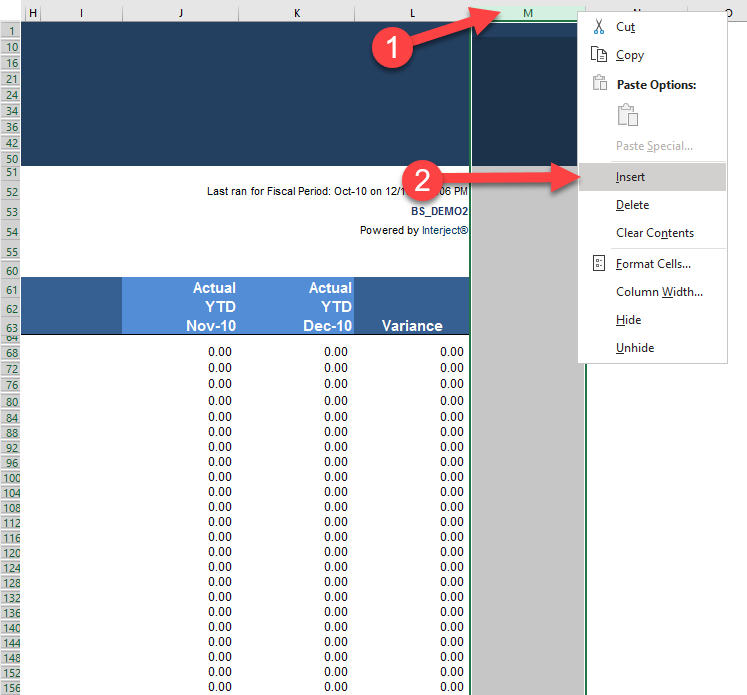 H I J K L M
1
1
Cut
10
Copy
16
21
Paste Options:
24
34
36
42
Paste Special...
50
51
2
Insert
52 Last ran for Fiscal Period: Oct-10 on 12/1 06 PM
Delete
53 BS_DEMO2
54 Powered by Interject®
Clear Contents
55
60
Format Cells...
61 Actual Actual
Column Width...
62 YTD YTD
63 Nov-10 Dec-10 Variance
Hide
64
Unhide
68 0.00 0.00 0.00
72 0.00 0.00 0.00
76 0.00 0.00 0.00
80 0.00 0.00 0.00
84 0.00 0.00 0.00
88 0.00 0.00 0.00
92 0.00 0.00 0.00
96 0.00 0.00 0.00
100 0.00 0.00 0.00
104 0.00 0.00 0.00
108 0.00 0.00 0.00
112 0.00 0.00 0.00
116 0.00 0.00 0.00
120 0.00 0.00 0.00
124 0.00 0.00 0.00
128 0.00 0.00 0.00
132 0.00 0.00 0.00
136 0.00 0.00 0.00
140 0.00 0.00 0.00
144 0.00 0.00 0.00
148 0.00 0.00 0.00
152 0.00 0.00 0.00
156 0.00 0.00 0.00